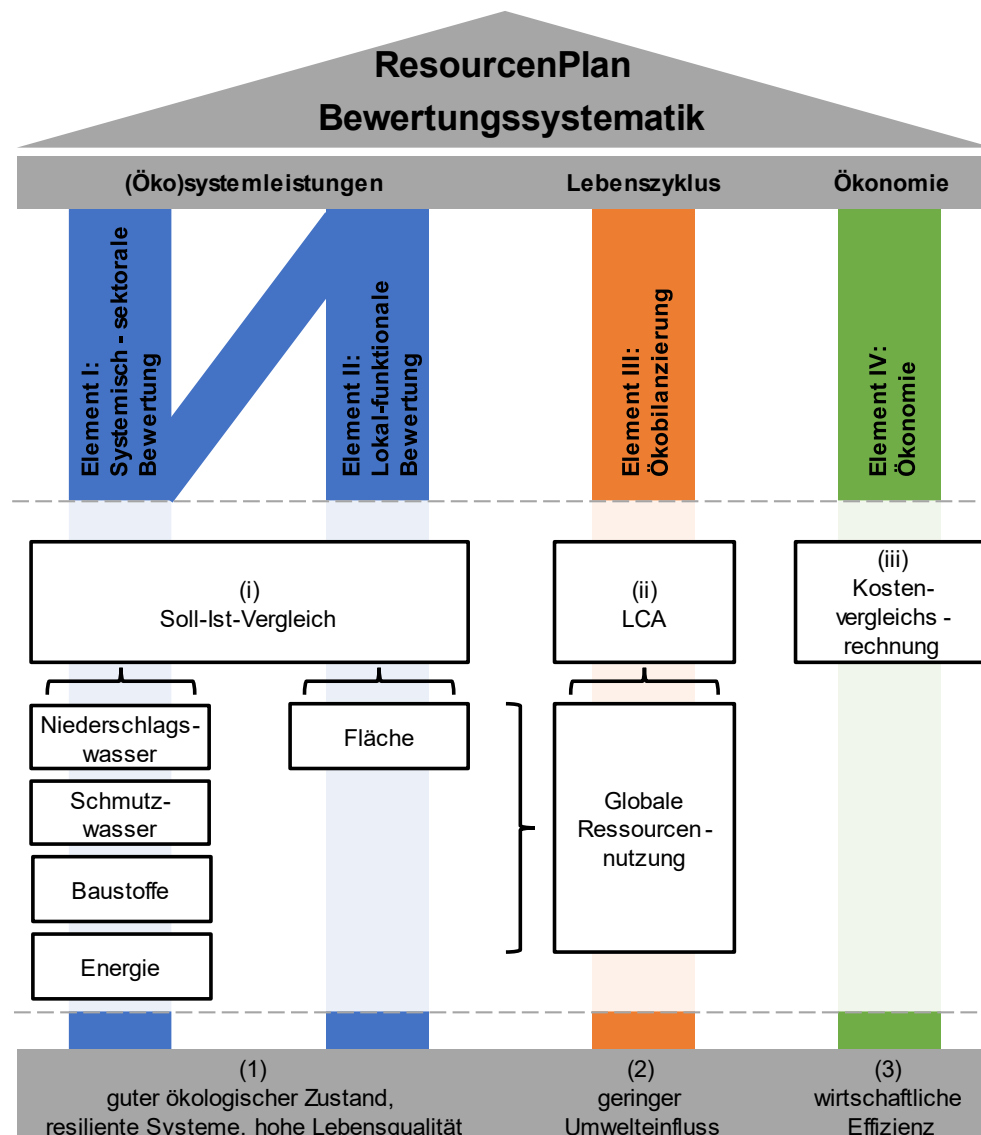 ResourcenPlan
Bewertungssystematik
(Öko)systemleistungen
Lebenszyklus
Ökonomie
Element I:
Systemisch - sektorale
Bewertung
Element II:
Lokal-funktionale
Bewertung
Element III:
Ökobilanzierung
Element IV:
Ökonomie
(i)
Soll-Ist-Vergleich
(ii)
LCA
(iii)
Kosten-
vergleichs -
rechnung
Niederschlags-
wasser
Schmutz-
wasser
Baustoffe
Energie
Fläche
Globale
Ressourcen -
nutzung
(1)
guter ökologischer Zustand,
resiliente Systeme, hohe Lebensqualität
(2)
geringer
Umwelteinfluss
(3)
wirtschaftliche
Effizienz